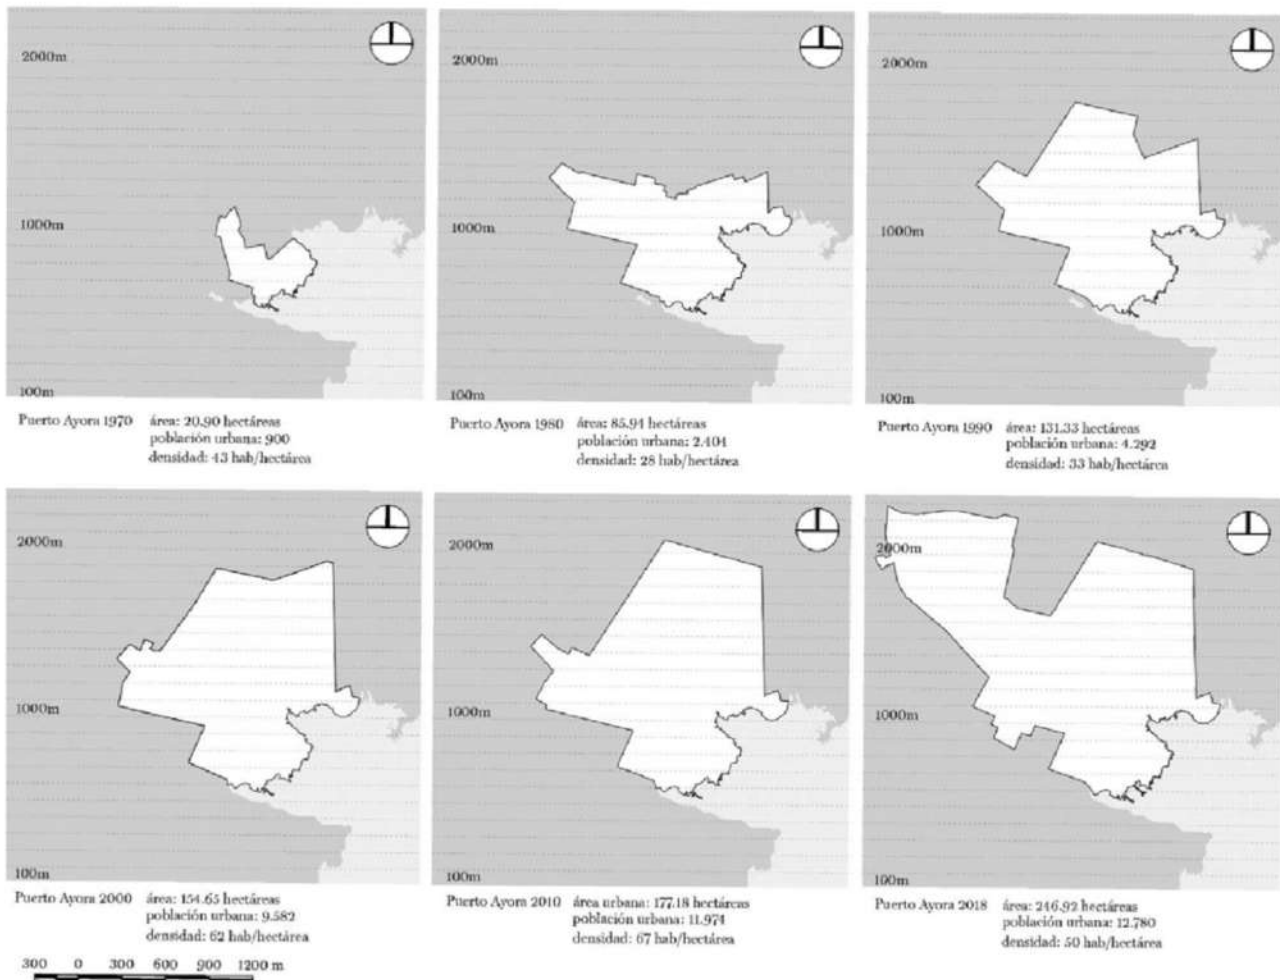 2000m
1000m
100m
Puerto Ayora 1970 área: 20.90 hectáreas
población urbana: 900
densidad: 43 hab/hectárea
2000m
1000m
100m
Puerto Ayora 1980 área: 85.94 hectáreas
población urbana: 2.404
densidad: 28 hab/hectárea
2000m
1000m
100m
Puerto Ayora 1990 área: 131.33 hectáreas
población urbana: 4.292
densidad: 33 hab/hectárea
2000m
1000m
100m
Puerto Ayora 2000 área: 154.65 hectáreas
población urbana: 9.582
densidad: 62 hab/hectárea
2000m
1000m
100m
Puerto Ayora 2010 área urbana: 177.18 hectáreas
población urbana: 11.974
densidad: 67 hab/hectárea
2000m
1000m
100m
Puerto Ayora 2018 área: 246.92 hectáreas
población urbana: 12.780
densidad: 50 hab/hectárea
300 0 300 600 900 1200 m